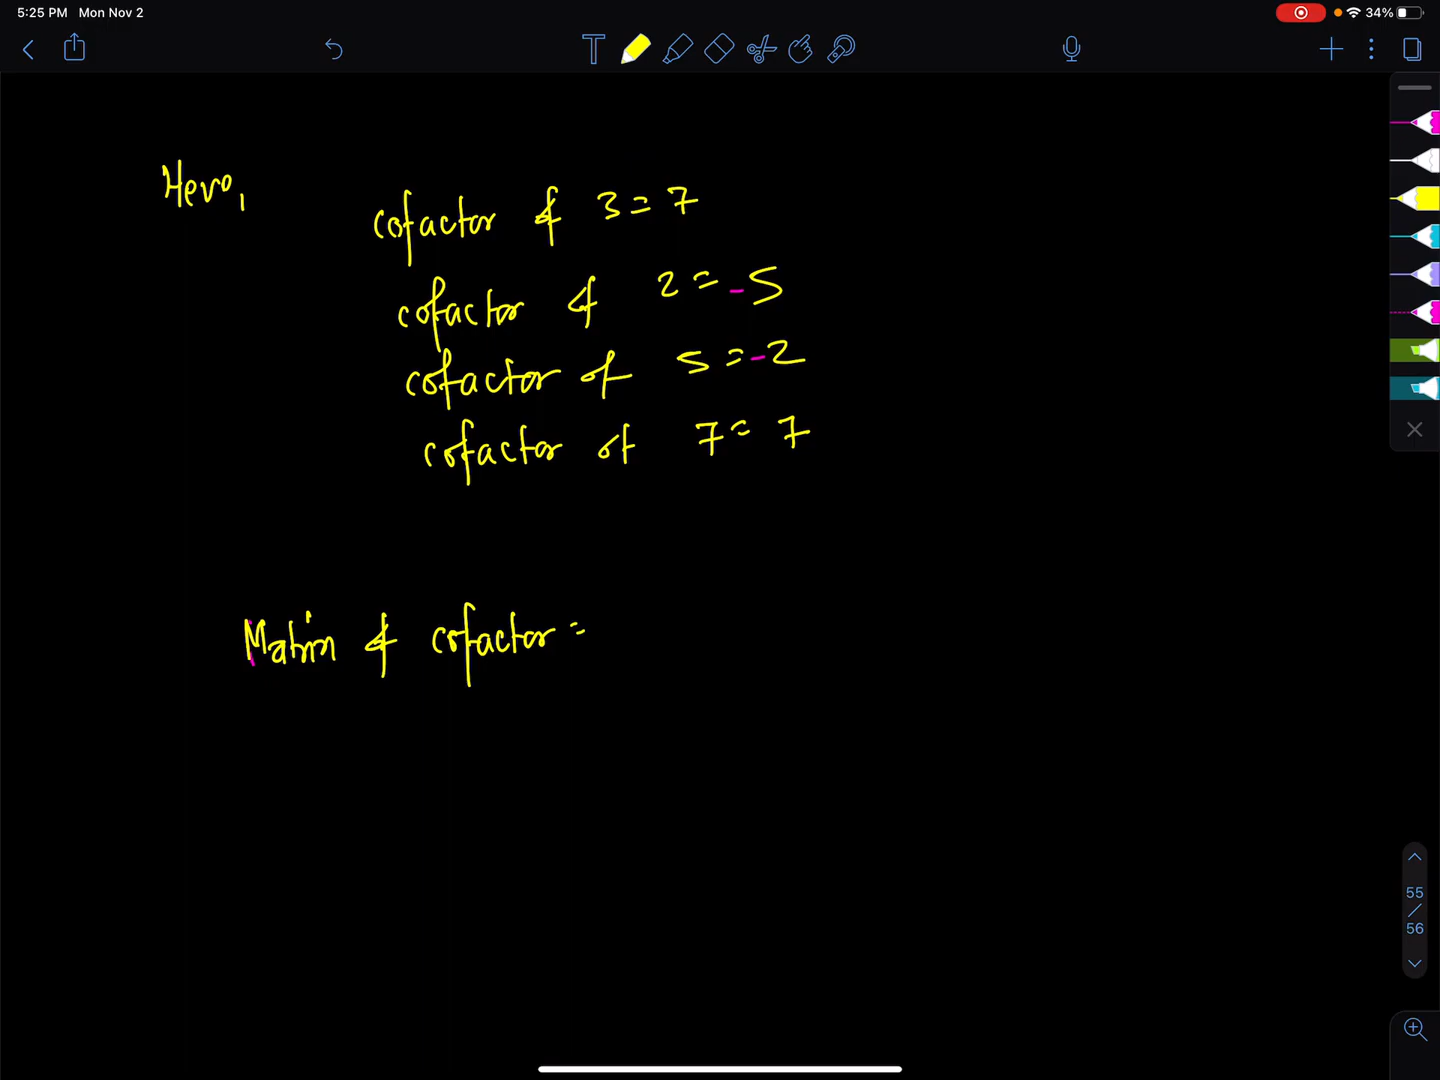 5:25 PM Mon Nov 2
34%
T
Here,
cofactor of 3 = 7
cofactor of 2 = -5
cofactor of 5 = -2
cofactor of 7 = 7
Matrix of cofactor =
55
/
56